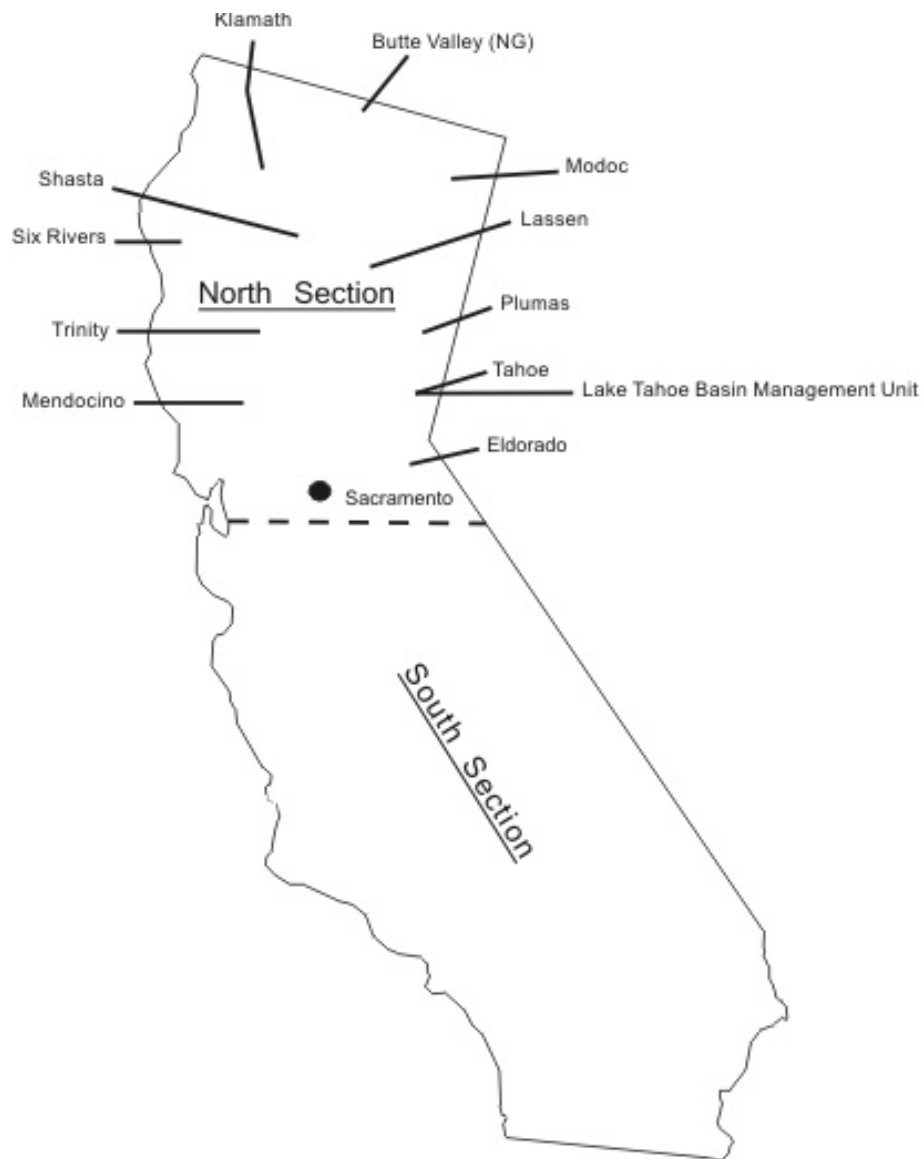 Klamath
Butte Valley (NG)
Modoc
Shasta
Lassen
Six Rivers
North Section
Plumas
Trinity
Tahoe
Lake Tahoe Basin Management Unit
Mendocino
Eldorado
Sacramento
South Section